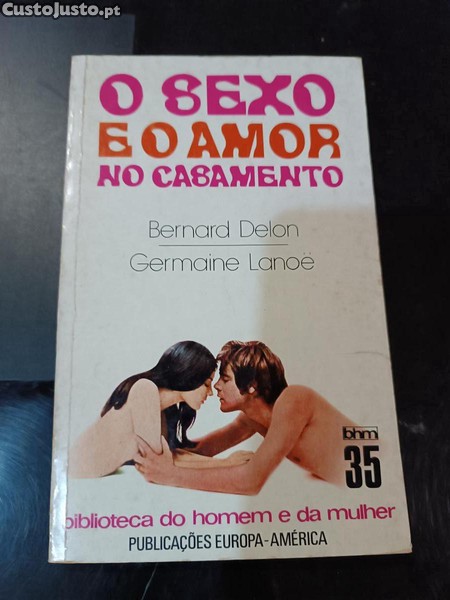 CustoJusto.pt
O SEXO
E O AMOR
NO CASAMENTO
Bernard Delon
Germaine Lanoë
bhm
35
biblioteca do homem e da mulher
PUBLICAÇÕES EUROPA-AMÉRICA